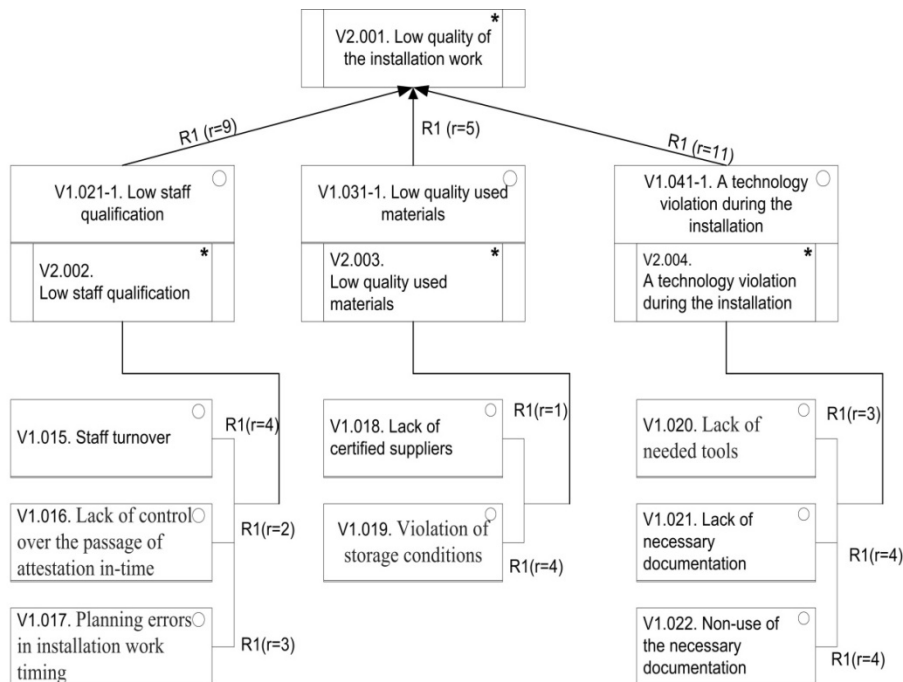 V2.001. Low quality of
the installation work
*
R1 (r=9)
R1 (r=5)
R1 (r=11)
V1.021-1. Low staff
qualification
V1.031-1. Low quality used
materials
V1.041-1. A technology
violation during the
installation
V2.002.
Low staff qualification
*
V2.003.
Low quality used
materials
*
V2.004.
A technology violation
during the installation
*
V1.015. Staff turnover
R1(r=4)
V1.016. Lack of control
over the passage of
attestation in-time
R1(r=2)
V1.017. Planning errors
in installation work
timing
R1(r=3)
V1.018. Lack of
certified suppliers
R1(r=1)
V1.019. Violation of
storage conditions
R1(r=4)
V1.020. Lack of
needed tools
R1(r=3)
V1.021. Lack of
necessary
documentation
R1(r=4)
V1.022. Non-use of
the necessary
documentation
R1(r=4)